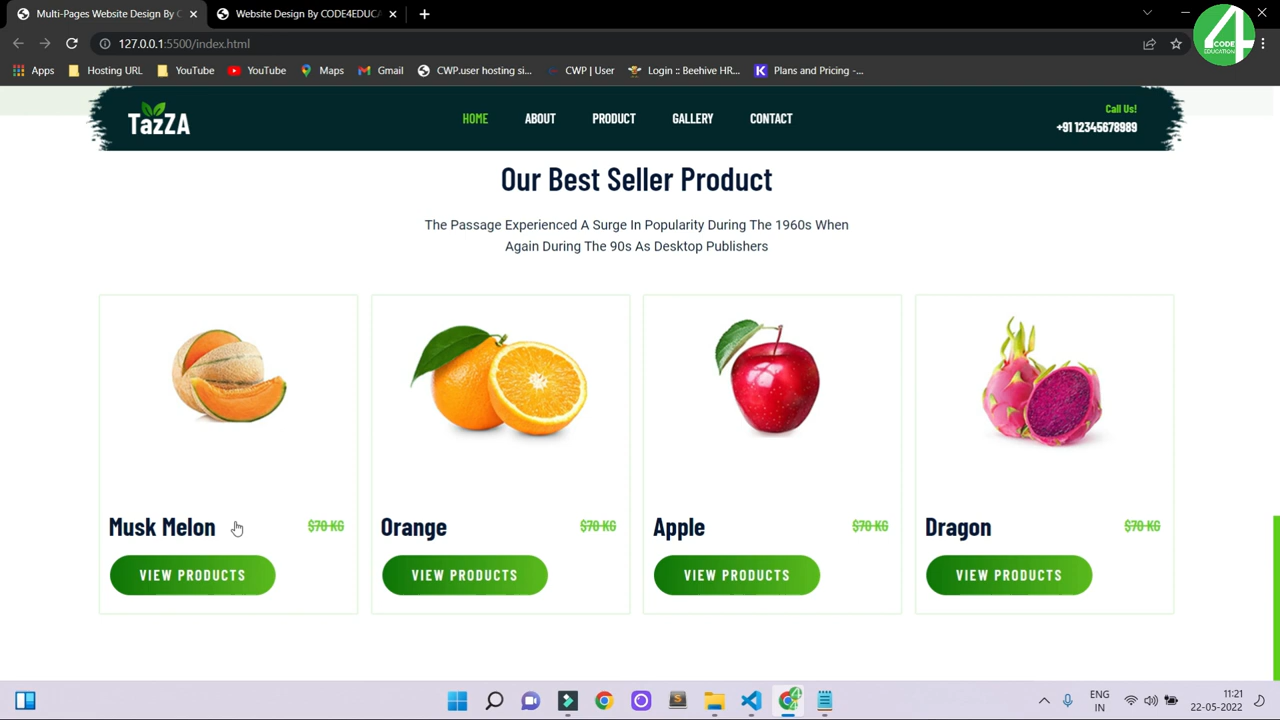 Multi-Pages Website Design By C
Website Design By CODE4EDUCA
127.0.0.1:5500/index.html
4
CODE
EDUCATION
Apps
Hosting URL
YouTube
YouTube
Maps
Gmail
CWP.user hosting si...
CWP | User
Login :: Beehive HR...
Plans and Pricing -...
TazZA
HOME
ABOUT
PRODUCT
GALLERY
CONTACT
Call Us!
+91 12345678989
Our Best Seller Product
The Passage Experienced A Surge In Popularity During The 1960s When
Again During The 90s As Desktop Publishers
Musk Melon
$70 KG
Orange
$70 KG
Apple
$70 KG
Dragon
$70 KG
VIEW PRODUCTS
VIEW PRODUCTS
VIEW PRODUCTS
VIEW PRODUCTS
ENG
IN
11:21
22-05-2022